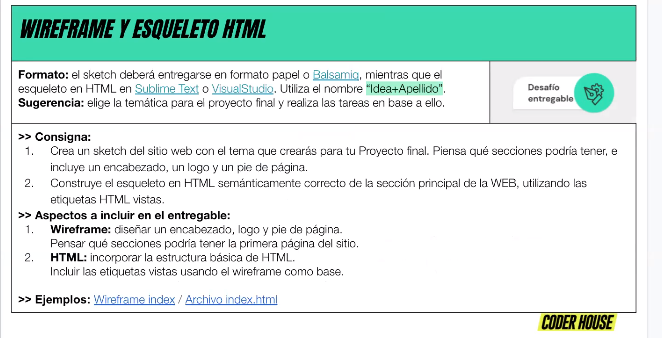 WIREFRAME Y ESQUELETO HTML
Formato: el sketch deberá entregarse en formato papel o Balsamiq, mientras que el
esqueleto en HTML en Sublime Text o VisualStudio. Utiliza el nombre “Idea+Apellido”.
Sugerencia: elige la temática para el proyecto final y realiza las tareas en base a ello.
Desafío
entregable
>> Consigna:
1. Crea un sketch del sitio web con el tema que crearás para tu Proyecto final. Piensa qué secciones podría tener, e
incluye un encabezado, un logo y un pie de página.
2. Construye el esqueleto en HTML semánticamente correcto de la sección principal de la WEB, utilizando las
etiquetas HTML vistas.
>> Aspectos a incluir en el entregable:
1. Wireframe: diseñar un encabezado, logo y pie de página.
Pensar qué secciones podría tener la primera página del sitio.
2. HTML: incorporar la estructura básica de HTML.
Incluir las etiquetas vistas usando el wireframe como base.
>> Ejemplos: Wireframe index / Archivo index.html
CODER HOUSE